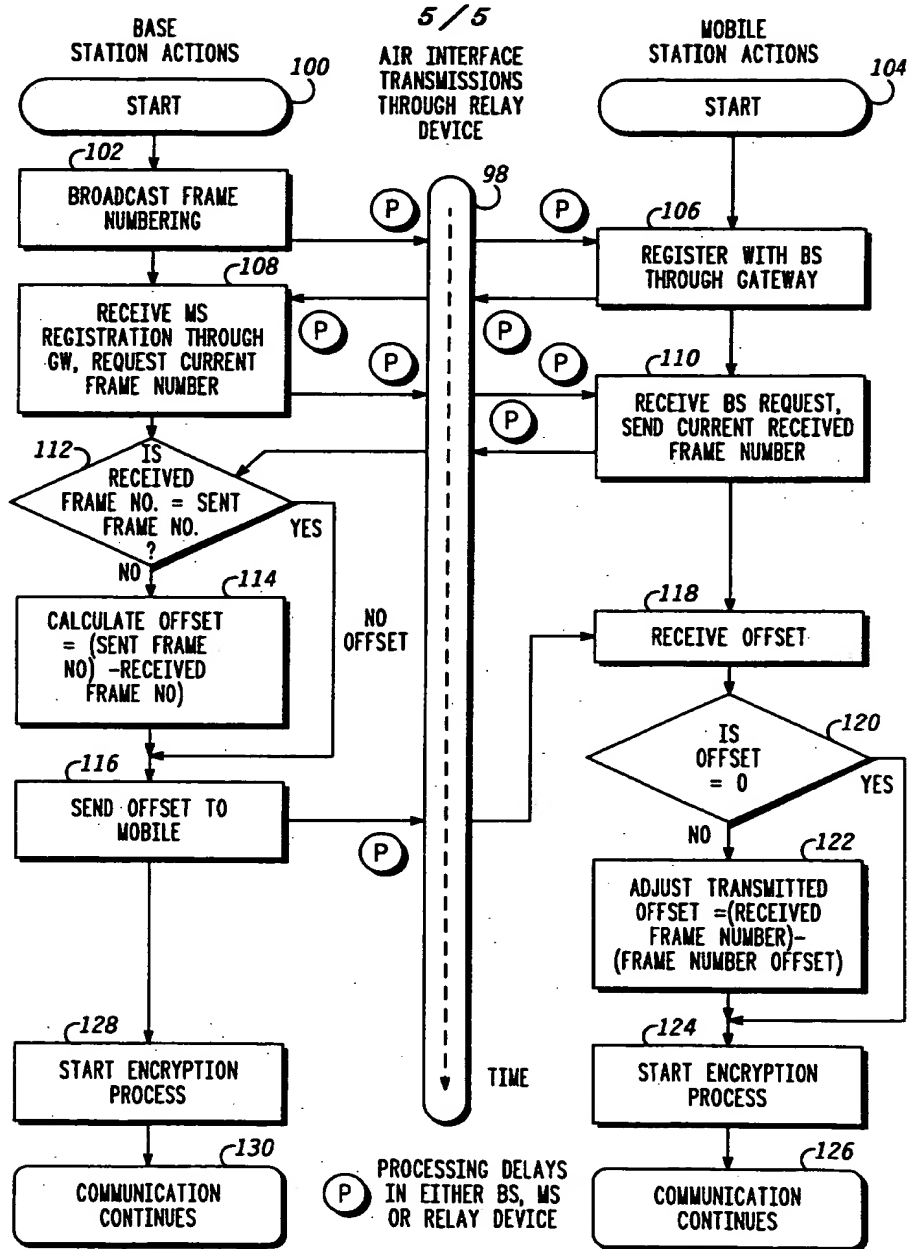 5/5
BASE
STATION ACTIONS
AIR INTERFACE
TRANSMISSIONS
THROUGH RELAY
DEVICE
MOBILE
STATION ACTIONS
100
START
104
START
102
BROADCAST FRAME
NUMBERING
P
98
P
106
REGISTER WITH BS
THROUGH GATEWAY
108
RECEIVE MS
REGISTRATION THROUGH
GW, REQUEST CURRENT
FRAME NUMBER
P
P
P
P
110
RECEIVE BS REQUEST,
SEND CURRENT RECEIVED
FRAME NUMBER
P
112
IS
RECEIVED
FRAME NO. = SENT
FRAME NO.
?
YES
NO
114
CALCULATE OFFSET
= (SENT FRAME
NO) -RECEIVED
FRAME NO)
NO
OFFSET
118
RECEIVE OFFSET
120
IS
OFFSET
= 0
YES
NO
116
SEND OFFSET TO
MOBILE
P
122
ADJUST TRANSMITTED
OFFSET =(RECEIVED
FRAME NUMBER)-
(FRAME NUMBER OFFSET)
128
START ENCRYPTION
PROCESS
TIME
124
START ENCRYPTION
PROCESS
130
COMMUNICATION
CONTINUES
P
PROCESSING DELAYS
IN EITHER BS, MS
OR RELAY DEVICE
126
COMMUNICATION
CONTINUES